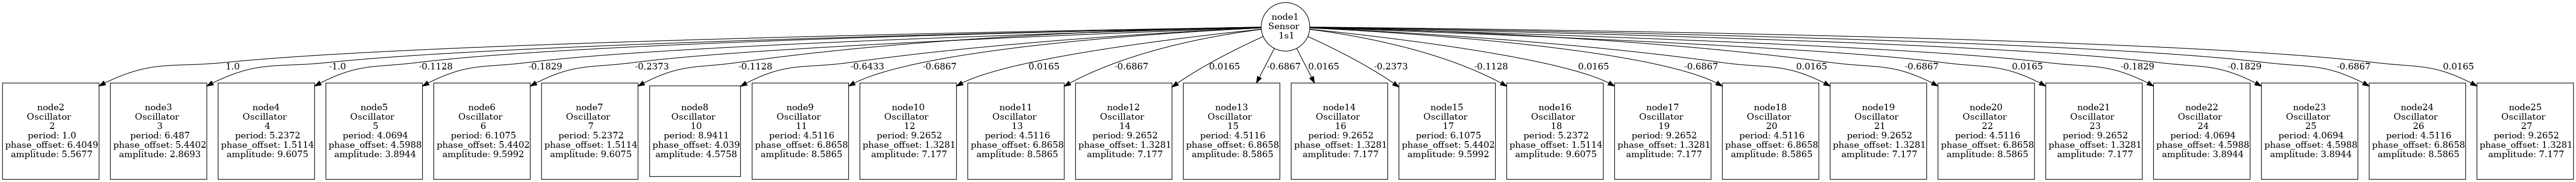 node1
Sensor
1s1
1.0
-1.0
-0.1128
-0.1829
-0.2373
-0.1128
-0.6433
-0.6867
0.0165
-0.6867
0.0165
-0.6867
0.0165
-0.2373
-0.1128
0.0165
-0.6867
0.0165
-0.6867
0.0165
-0.1829
-0.1829
-0.6867
0.0165
node2
Oscillator
2
period: 1.0
phase_offset: 6.4049
amplitude: 5.5677
node3
Oscillator
3
period: 6.487
phase_offset: 5.4402
amplitude: 2.8693
node4
Oscillator
4
period: 5.2372
phase_offset: 1.5114
amplitude: 9.6075
node5
Oscillator
5
period: 4.0694
phase_offset: 4.5988
amplitude: 3.8944
node6
Oscillator
6
period: 6.1075
phase_offset: 5.4402
amplitude: 9.5992
node7
Oscillator
7
period: 5.2372
phase_offset: 1.5114
amplitude: 9.6075
node8
Oscillator
10
period: 8.9411
phase_offset: 4.039
amplitude: 4.5758
node9
Oscillator
11
period: 4.5116
phase_offset: 6.8658
amplitude: 8.5865
node10
Oscillator
12
period: 9.2652
phase_offset: 1.3281
amplitude: 7.177
node11
Oscillator
13
period: 4.5116
phase_offset: 6.8658
amplitude: 8.5865
node12
Oscillator
14
period: 9.2652
phase_offset: 1.3281
amplitude: 7.177
node13
Oscillator
15
period: 4.5116
phase_offset: 6.8658
amplitude: 8.5865
node14
Oscillator
16
period: 9.2652
phase_offset: 1.3281
amplitude: 7.177
node15
Oscillator
17
period: 6.1075
phase_offset: 5.4402
amplitude: 9.5992
node16
Oscillator
18
period: 5.2372
phase_offset: 1.5114
amplitude: 9.6075
node17
Oscillator
19
period: 9.2652
phase_offset: 1.3281
amplitude: 7.177
node18
Oscillator
20
period: 4.5116
phase_offset: 6.8658
amplitude: 8.5865
node19
Oscillator
21
period: 9.2652
phase_offset: 1.3281
amplitude: 7.177
node20
Oscillator
22
period: 4.5116
phase_offset: 6.8658
amplitude: 8.5865
node21
Oscillator
23
period: 9.2652
phase_offset: 1.3281
amplitude: 7.177
node22
Oscillator
24
period: 4.0694
phase_offset: 4.5988
amplitude: 3.8944
node23
Oscillator
25
period: 4.0694
phase_offset: 4.5988
amplitude: 3.8944
node24
Oscillator
26
period: 4.5116
phase_offset: 6.8658
amplitude: 8.5865
node25
Oscillator
27
period: 9.2652
phase_offset: 1.3281
amplitude: 7.177